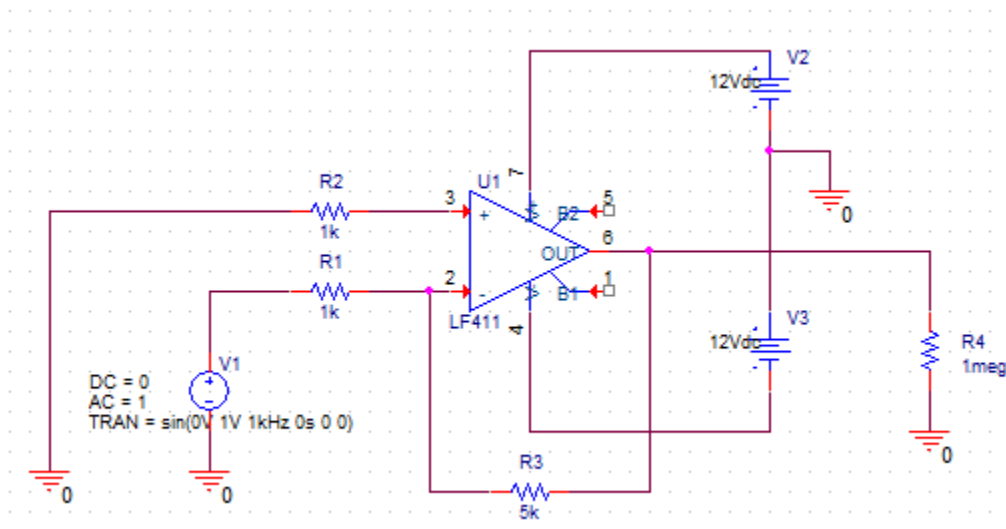 V2
12Vdc
7
R2
3
U1
5
+
V+
B2
1k
6
0
R1
OUT
2
1
-
V-
B1
1k
LF411
4
V3
12Vdc
R4
1meg
V1
DC = 0
AC = 1
TRAN = sin(0V 1V 1kHz 0s 0 0)
0
R3
0
0
5k